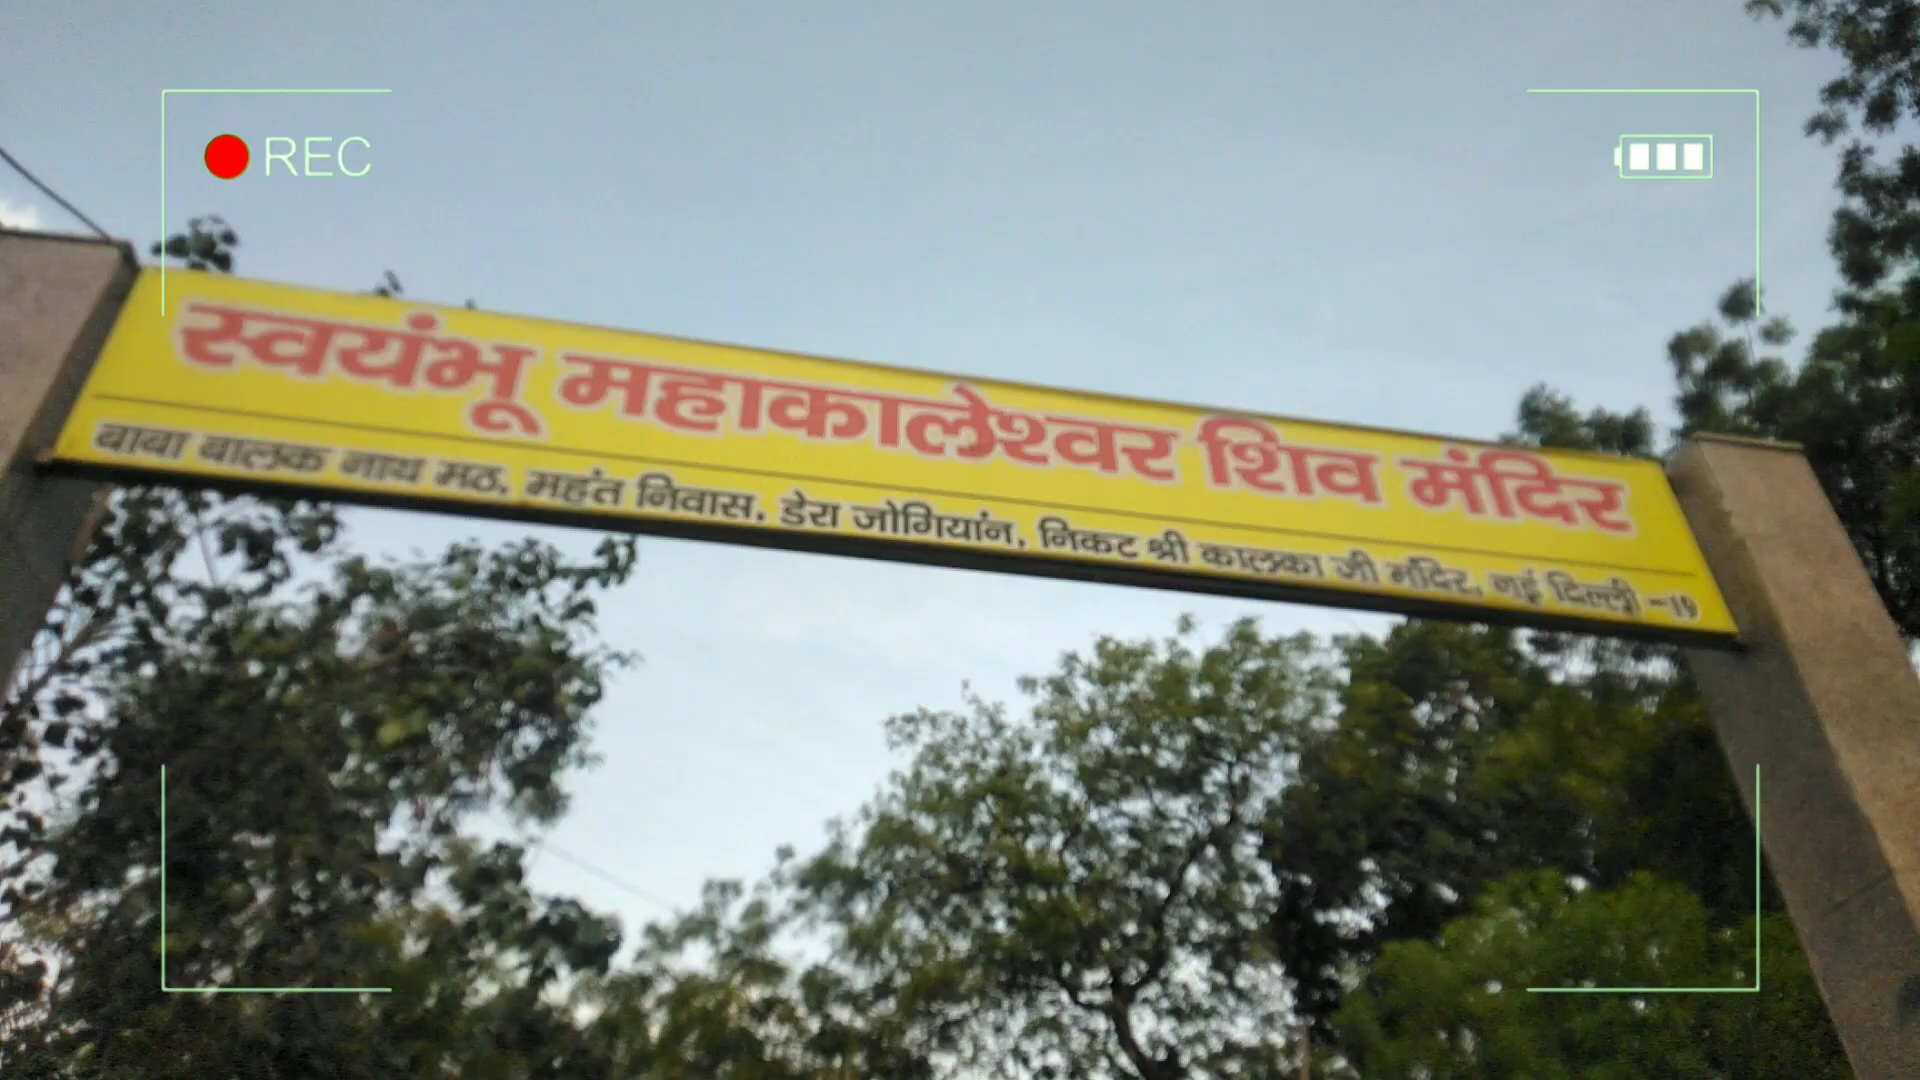 REC
स्वयंभू महाकालेश्वर शिव मंदिर
बाबा बालक नाथ मठ, महंत निवास, डेरा जोगियांन, निकट श्री कालका जी मंदिर, नई दिल्ली -19